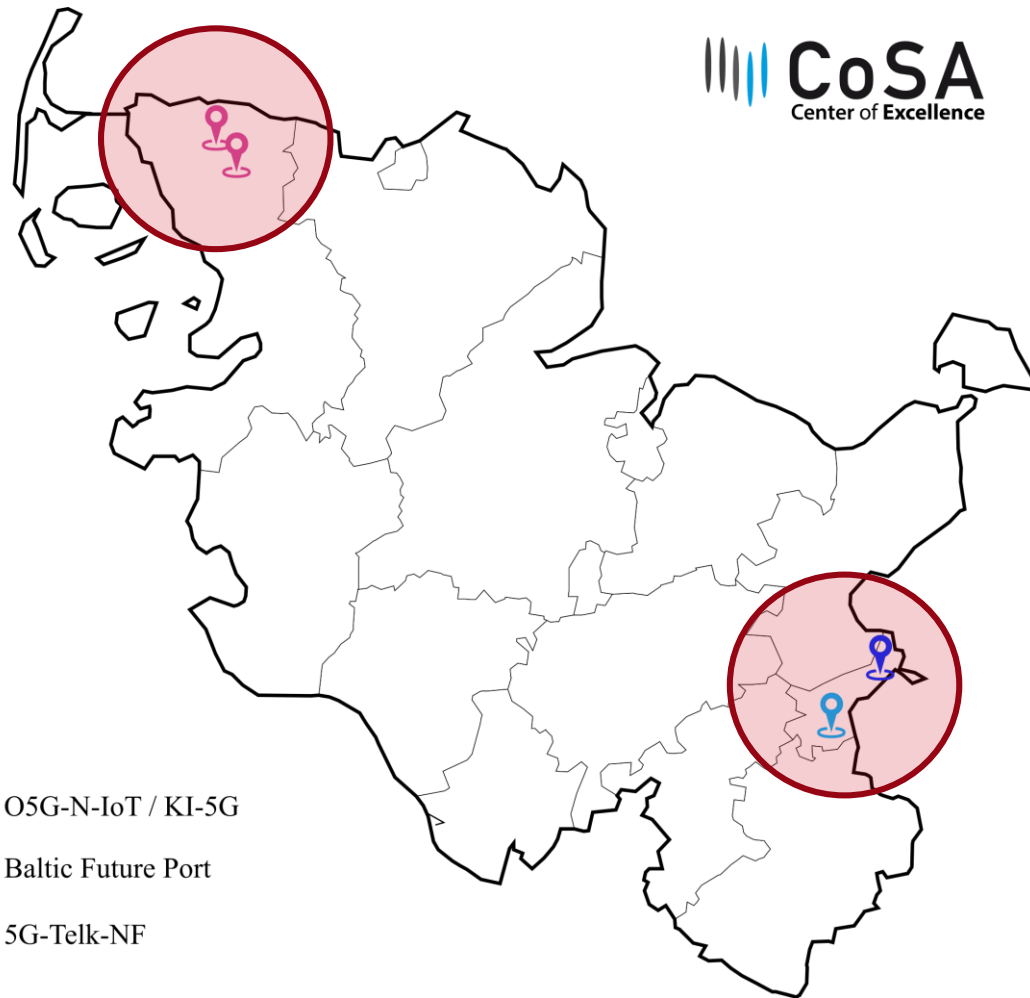 CoSA
Center of Excellence
O5G-N-IoT / KI-5G
Baltic Future Port
5G-Telk-NF